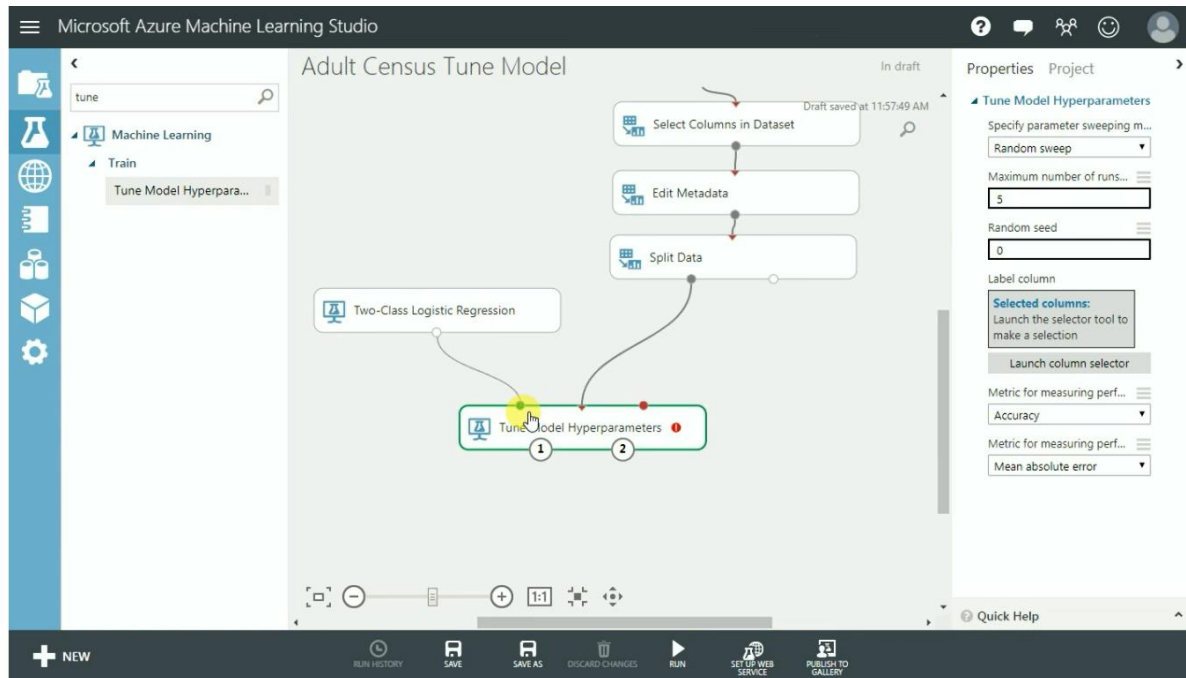 Microsoft Azure Machine Learning Studio
tune
Machine Learning
Train
Tune Model Hyperpara...
Adult Census Tune Model
In draft
Draft saved at 11:57:49 AM
Select Columns in Dataset
Edit Metadata
Split Data
Two-Class Logistic Regression
Tune Model Hyperparameters
1
2
Properties Project
Tune Model Hyperparameters
Specify parameter sweeping m...
Random sweep
Maximum number of runs...
5
Random seed
0
Label column
Selected columns:
Launch the selector tool to
make a selection
Launch column selector
Metric for measuring perf...
Accuracy
Metric for measuring perf...
Mean absolute error
1:1
Quick Help
NEW
RUN HISTORY
SAVE
SAVE AS
DISCARD CHANGES
RUN
SET UP WEB
SERVICE
PUBLISH TO
GALLERY